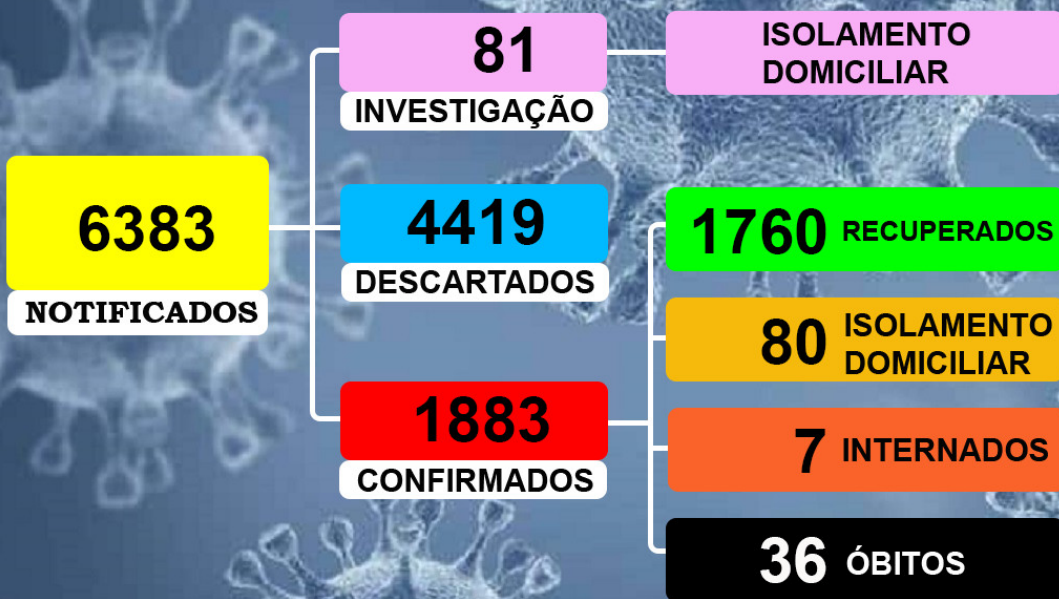 6383
NOTIFICADOS
81
INVESTIGAÇÃO
ISOLAMENTO
DOMICILIAR
4419
DESCARTADOS
1883
CONFIRMADOS
1760 RECUPERADOS
80 ISOLAMENTO
DOMICILIAR
7 INTERNADOS
36 ÓBITOS